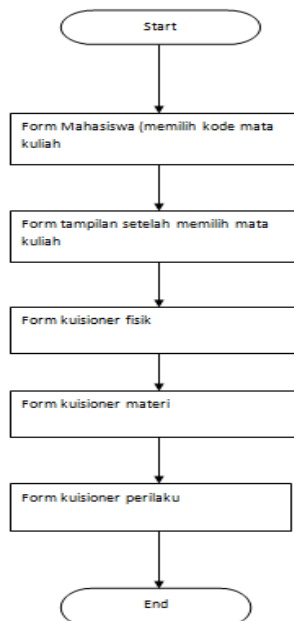 Start
Form Mahasiswa (memilih kode mata
kuliah
Form tampilan setelah memilih mata
kuliah
Form kuisioner fisik
Form kuisioner materi
Form kuisioner perilaku
End